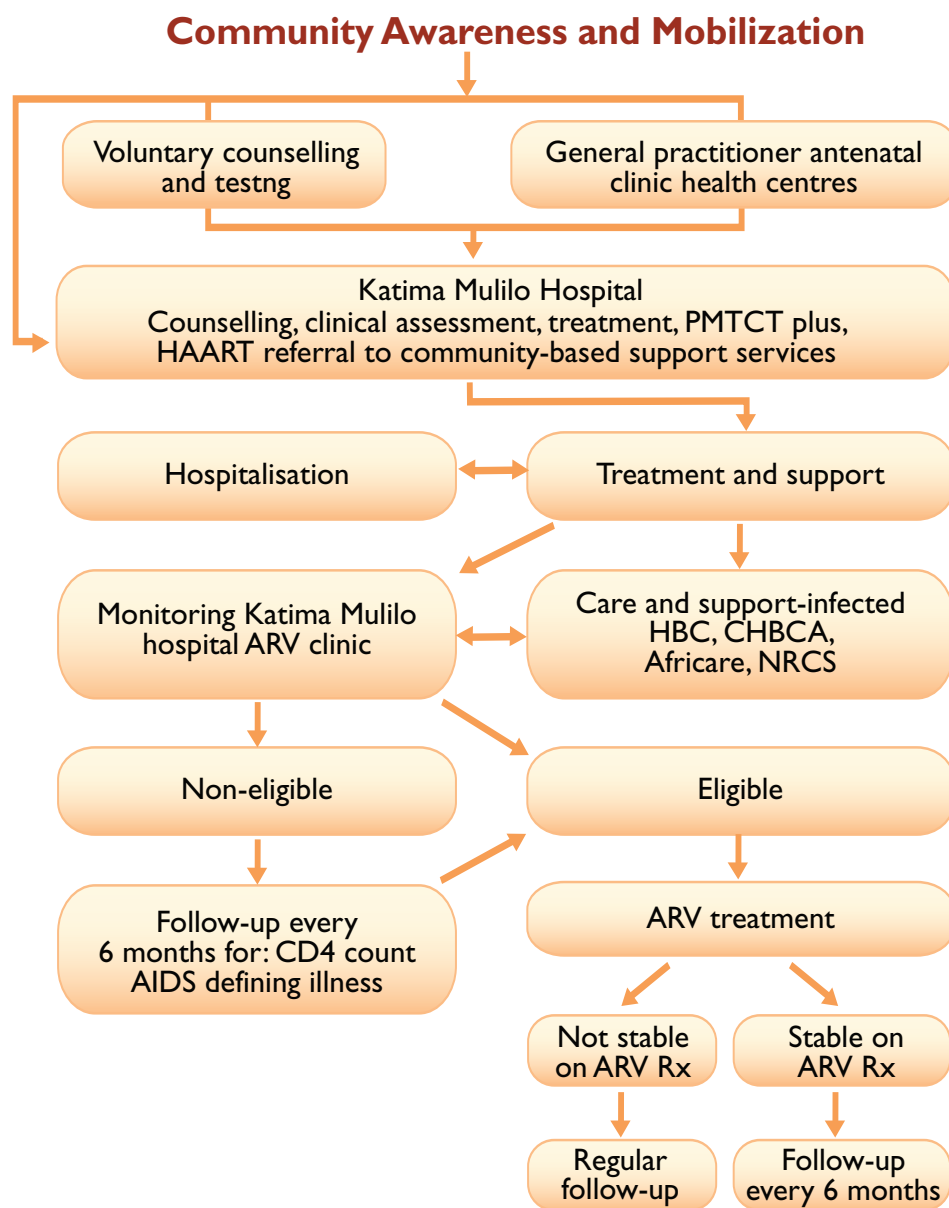 Community Awareness and Mobilization
Voluntary counselling
and testng
General practitioner antenatal
clinic health centres
Katima Mulilo Hospital
Counselling, clinical assessment, treatment, PMTCT plus,
HAART referral to community-based support services
Hospitalisation
Treatment and support
Monitoring Katima Mulilo
hospital ARV clinic
Care and support-infected
HBC, CHBCA,
Africare, NRCS
Non-eligible
Eligible
Follow-up every
6 months for: CD4 count
AIDS defining illness
ARV treatment
Not stable
on ARV Rx
Stable on
ARV Rx
Regular
follow-up
Follow-up
every 6 months